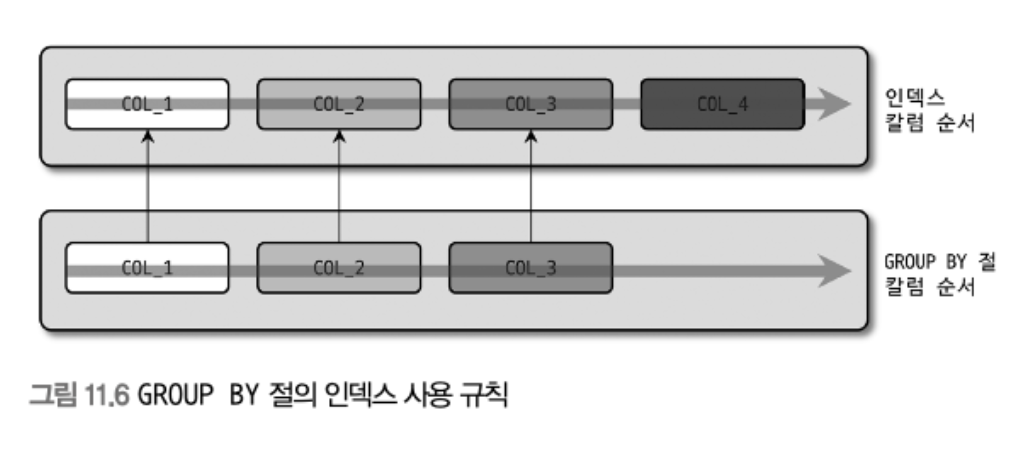 COL_1 COL_2 COL_3 COL_4
인덱스
칼럼 순서
COL_1 COL_2 COL_3
GROUP BY 절
칼럼 순서
그림 11.6 GROUP BY 절의 인덱스 사용 규칙